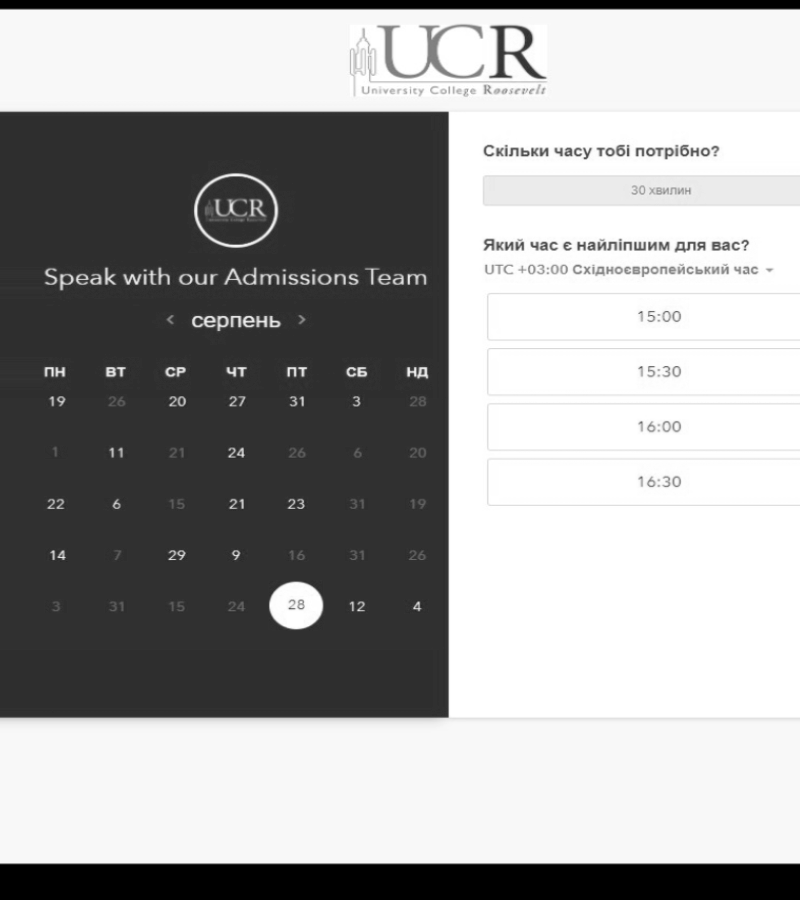 UCR
University College Roosevelt
UCR
Speak with our Admissions Team
< серпень >
ПН ВТ СР ЧТ ПТ СБ НД
19 26 20 27 31 3 28
1 11 21 24 26 6 20
22 6 15 21 23 31 19
14 7 29 9 16 31 26
3 31 15 24 28 12 4
Скільки часу тобі потрібно?
30 хвилин
Який час є найліпшим для вас?
UTC +03:00 Східноєвропейський час
15:00
15:30
16:00
16:30